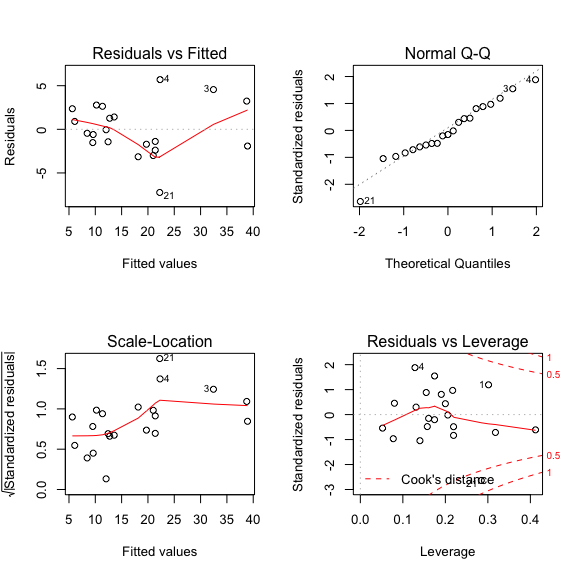 Residuals vs Fitted
Residuals
5
0
-5
4
3
21
5 10 15 20 25 30 35 40
Fitted values
Normal Q-Q
Standardized residuals
2
1
0
-1
-2
3
4
21
-2 -1 0 1 2
Theoretical Quantiles
Scale-Location
√|Standardized residuals|
1.5
1.0
0.5
0.0
21
4
3
5 10 15 20 25 30 35 40
Fitted values
Residuals vs Leverage
Standardized residuals
2
1
0
-1
-2
-3
4
1
1
0.5
0.5
1
Cook's distance
21
0.0 0.1 0.2 0.3 0.4
Leverage